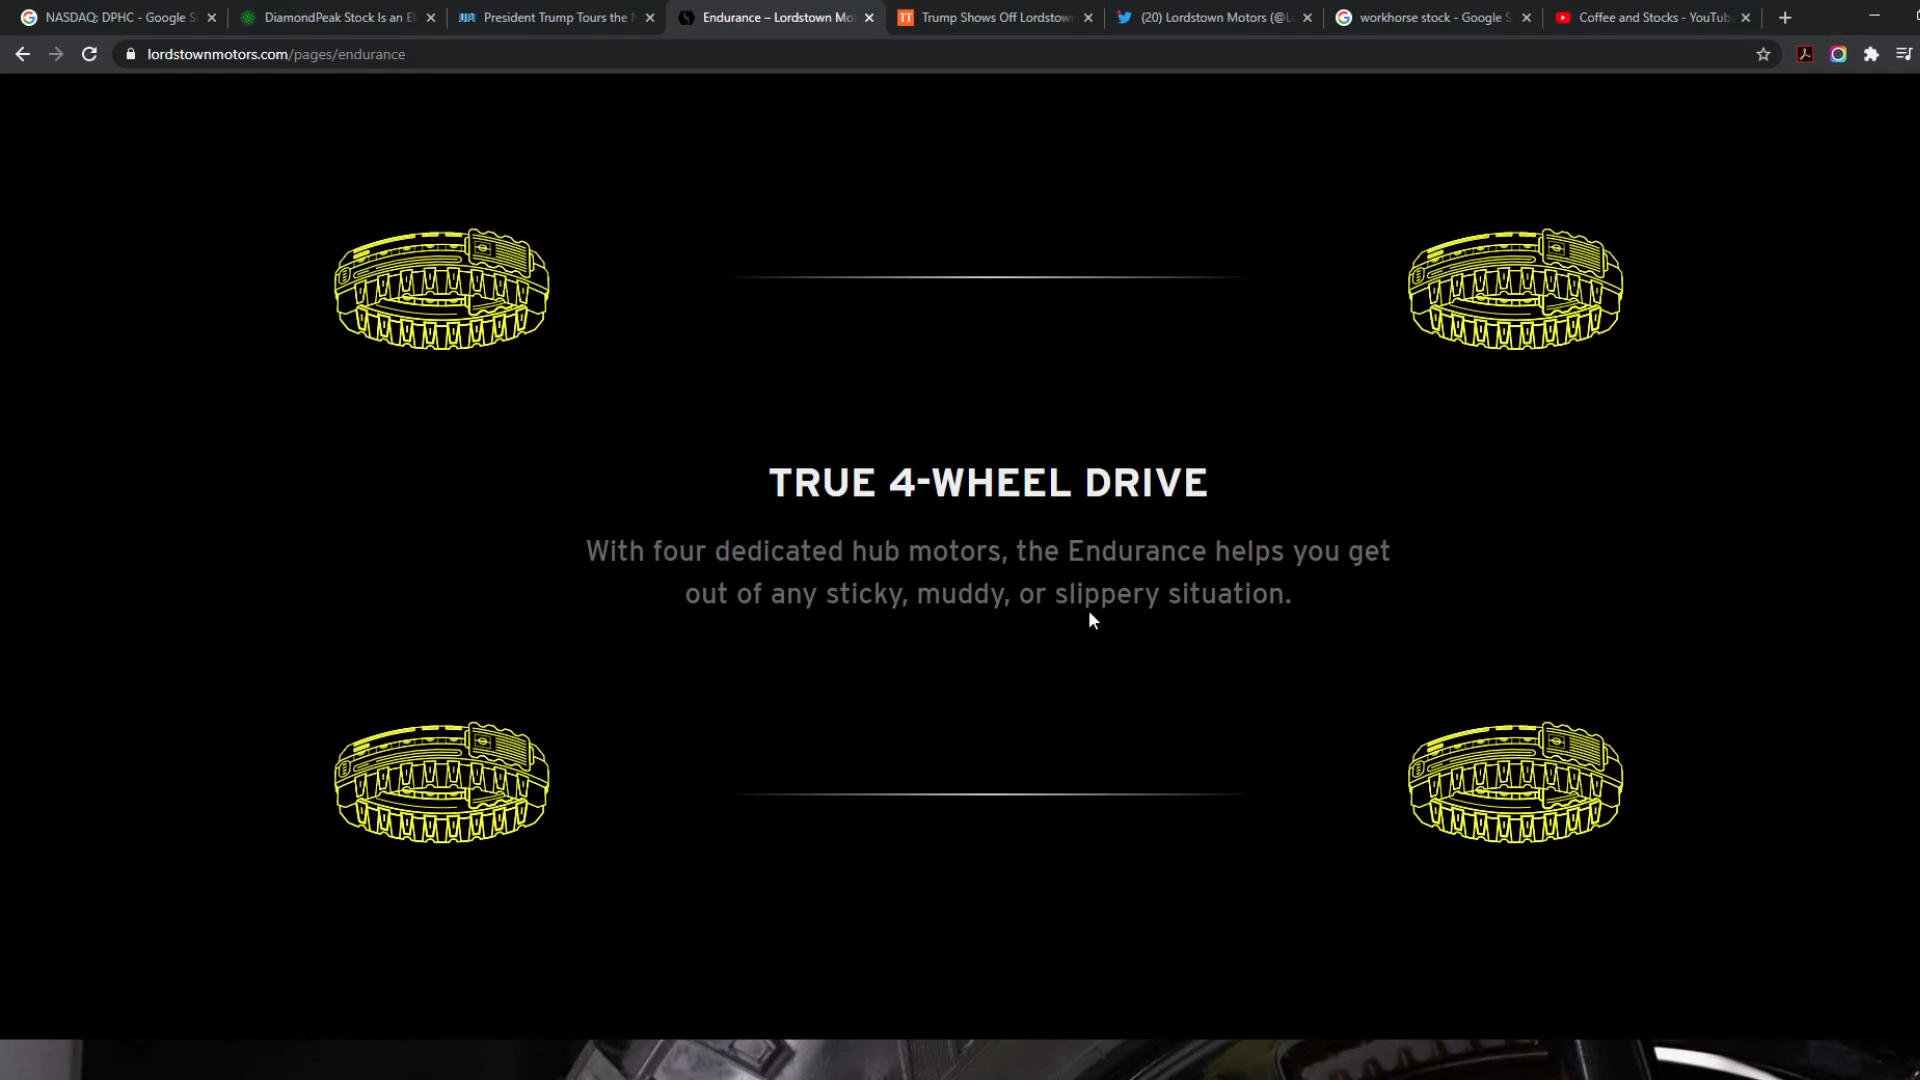 NASDAQ: DPHC - Google S
DiamondPeak Stock Is an El
President Trump Tours the N
Endurance – Lordstown Mo
Trump Shows Off Lordstown
(20) Lordstown Motors (@L
workhorse stock - Google S
Coffee and Stocks - YouTub
lordstownmotors.com/pages/endurance
TRUE 4-WHEEL DRIVE
With four dedicated hub motors, the Endurance helps you get
out of any sticky, muddy, or slippery situation.